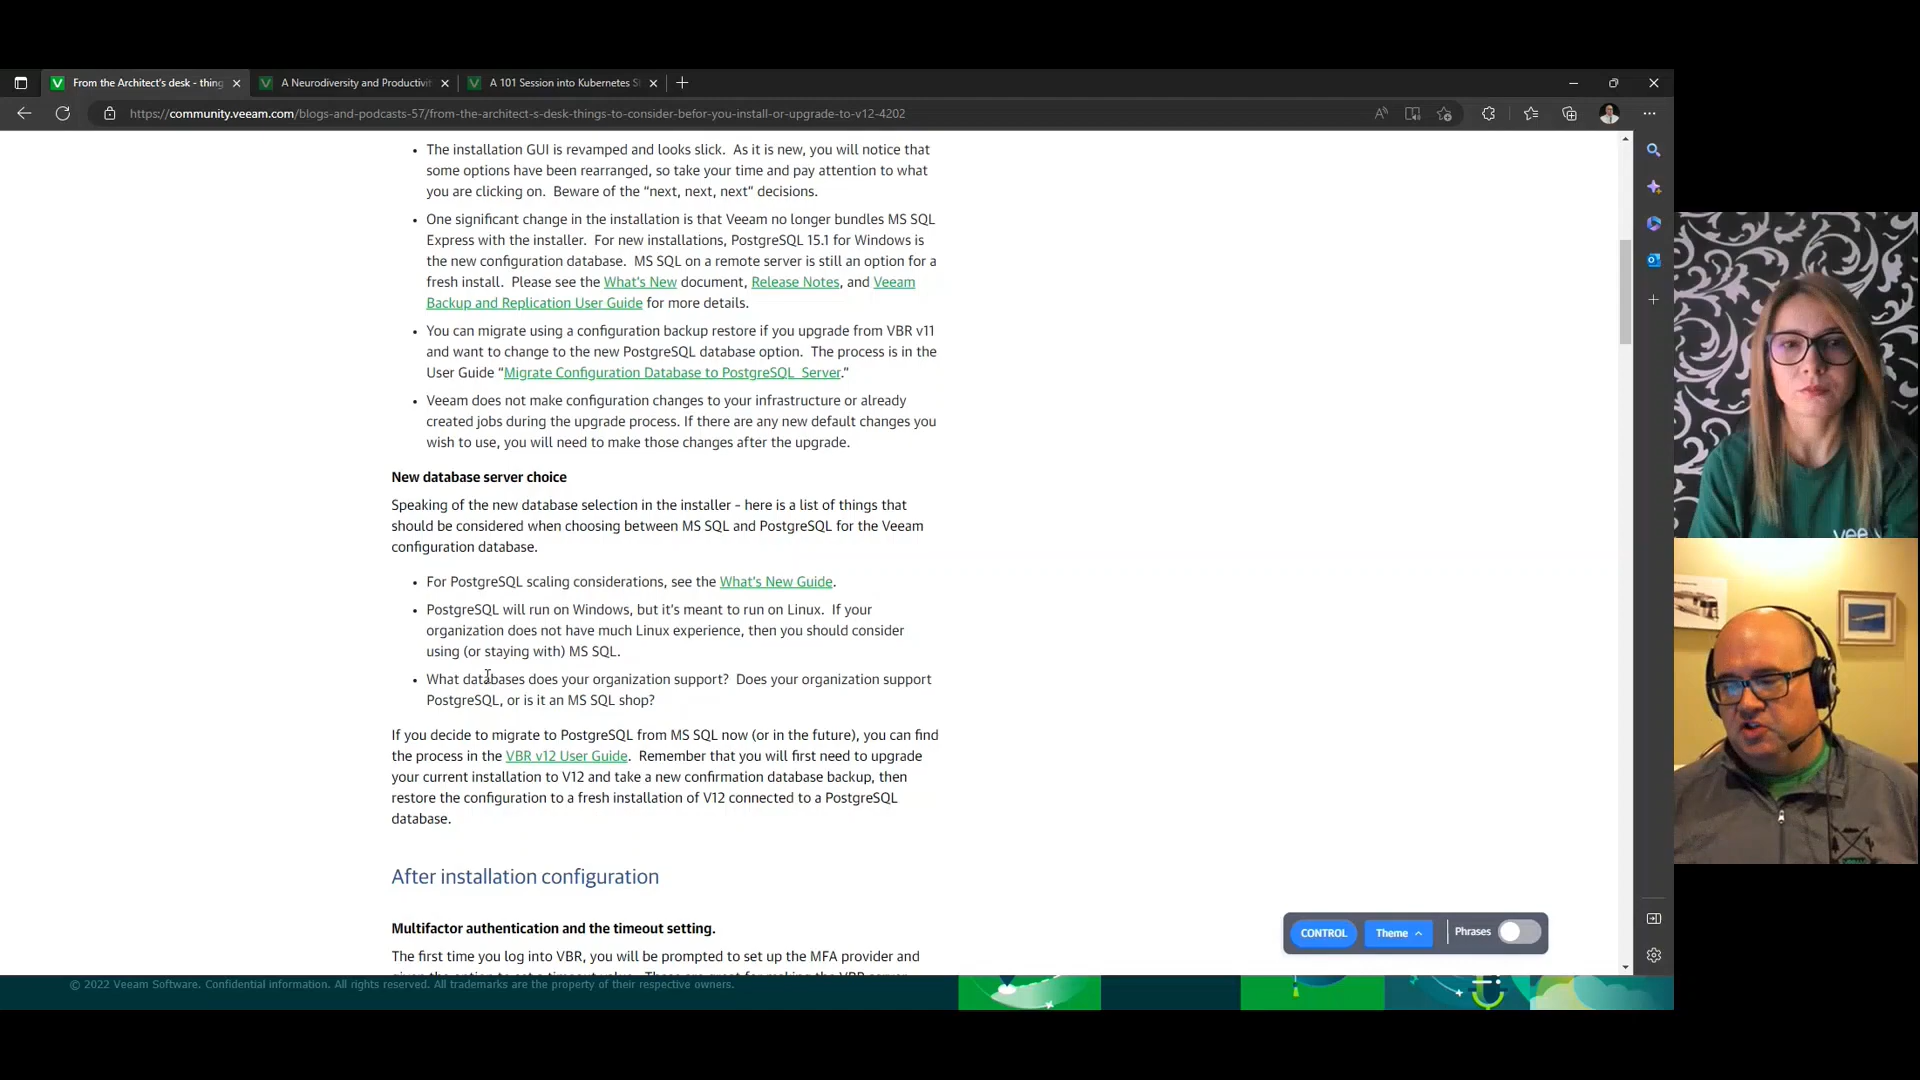 From the Architect's desk - thing
A Neurodiversity and Productivi
A 101 Session into Kubernetes S
https://community.veeam.com/blogs-and-podcasts-57/from-the-architect-s-desk-things-to-consider-befor-you-install-or-upgrade-to-v12-4202
• The installation GUI is revamped and looks slick. As it is new, you will notice that
some options have been rearranged, so take your time and pay attention to what
you are clicking on. Beware of the “next, next, next” decisions.
• One significant change in the installation is that Veeam no longer bundles MS SQL
Express with the installer. For new installations, PostgreSQL 15.1 for Windows is
the new configuration database. MS SQL on a remote server is still an option for a
fresh install. Please see the What's New document, Release Notes, and Veeam
Backup and Replication User Guide for more details.
• You can migrate using a configuration backup restore if you upgrade from VBR v11
and want to change to the new PostgreSQL database option. The process is in the
User Guide “Migrate Configuration Database to PostgreSQL Server.”
• Veeam does not make configuration changes to your infrastructure or already
created jobs during the upgrade process. If there are any new default changes you
wish to use, you will need to make those changes after the upgrade.
New database server choice
Speaking of the new database selection in the installer - here is a list of things that
should be considered when choosing between MS SQL and PostgreSQL for the Veeam
configuration database.
• For PostgreSQL scaling considerations, see the What's New Guide.
• PostgreSQL will run on Windows, but it's meant to run on Linux. If your
organization does not have much Linux experience, then you should consider
using (or staying with) MS SQL.
• What databases does your organization support? Does your organization support
PostgreSQL, or is it an MS SQL shop?
If you decide to migrate to PostgreSQL from MS SQL now (or in the future), you can find
the process in the VBR v12 User Guide. Remember that you will first need to upgrade
your current installation to V12 and take a new confirmation database backup, then
restore the configuration to a fresh installation of V12 connected to a PostgreSQL
database.
After installation configuration
Multifactor authentication and the timeout setting.
The first time you log into VBR, you will be prompted to set up the MFA provider and
CONTROL
Theme
Phrases
© 2022 Veeam Software. Confidential information. All rights reserved. All trademarks are the property of their respective owners.